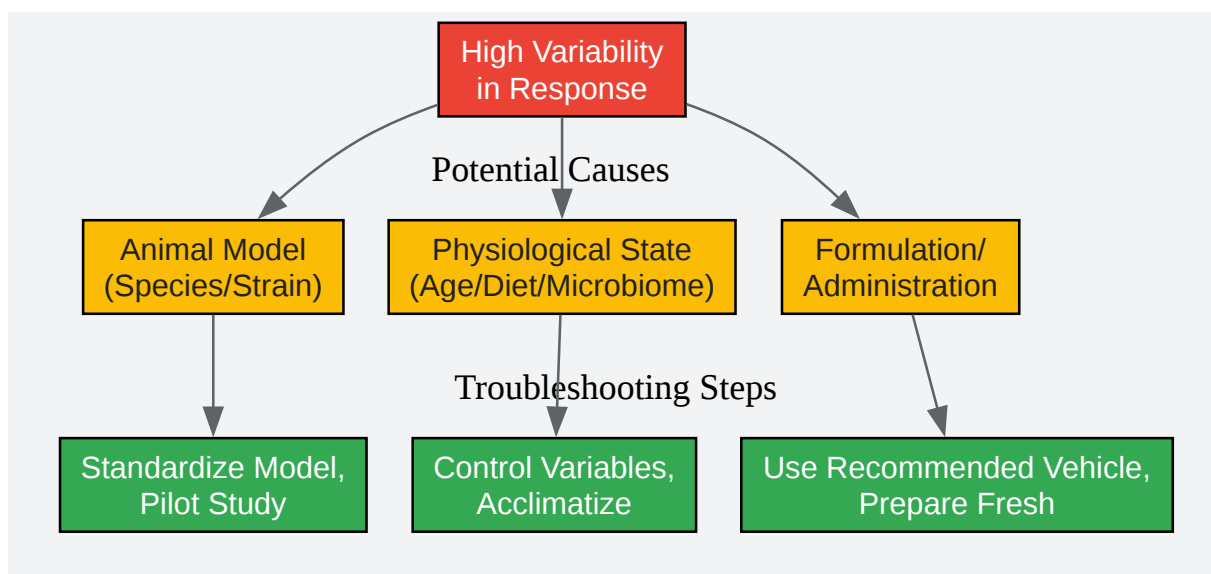 High Variability
in Response
Potential Causes
Animal Model
(Species/Strain)
Physiological State
(Age/Diet/Microbiome)
Formulation/
Administration
Troubleshooting Steps
Standardize Model,
Pilot Study
Control Variables,
Acclimatize
Use Recommended Vehicle,
Prepare Fresh